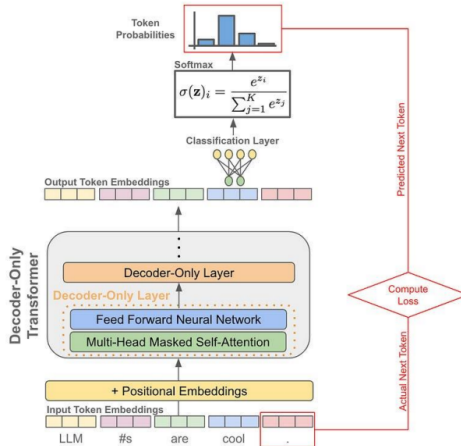 Token
Probabilities
Softmax
σ(z)i = e^zi / ∑_{j=1}^{K} e^zj
Classification Layer
Output Token Embeddings
Predicted Next Token
Decoder-Only
Transformer
Decoder-Only Layer
Decoder-Only Layer
Feed Forward Neural Network
Multi-Head Masked Self-Attention
Compute
Loss
Actual Next Token
+ Positional Embeddings
Input Token Embeddings
LLM #s are cool .